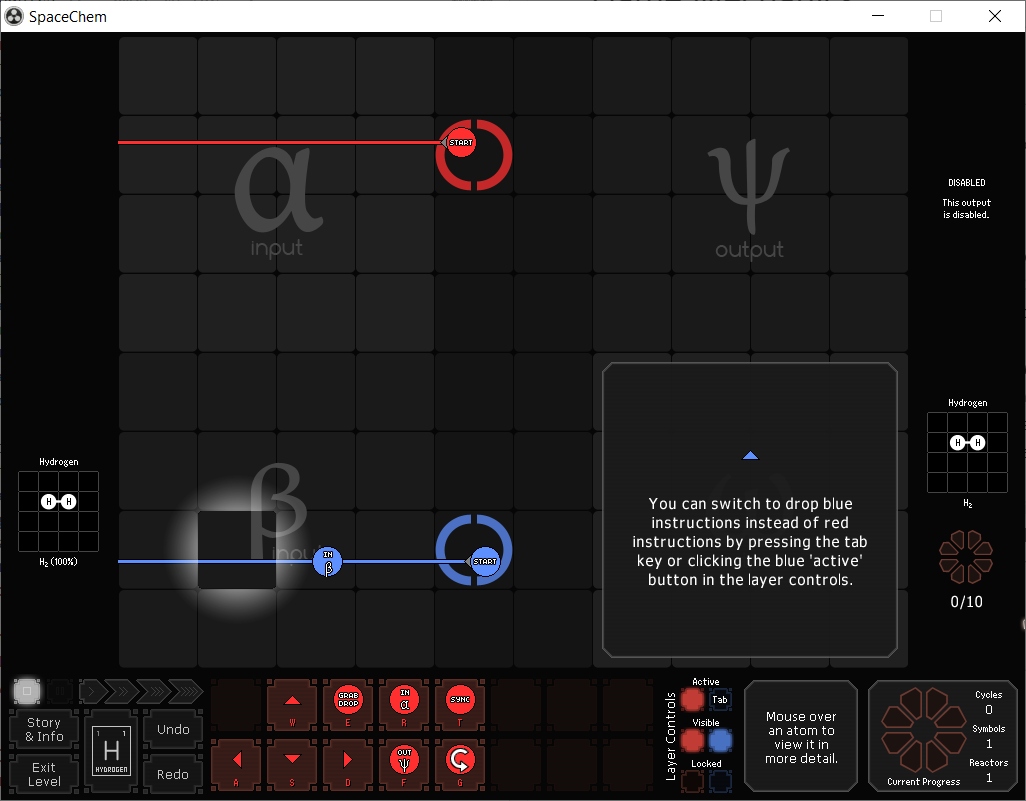 SpaceChem
START
α
input
ψ
output
DISABLED
This output
is disabled.
Hydrogen
H H
H₂
0/10
Hydrogen
H H
H₂ (100%)
β
input
IN
β
START
You can switch to drop blue
instructions instead of red
instructions by pressing the tab
key or clicking the blue 'active'
button in the layer controls.
Story
& Info
Exit
Level
1 1
H
HYDROGEN
Undo
Redo
W
GRAB
DROP
E
IN
α
R
SYNC
T
A
S
D
OUT
ψ
F
G
Layer Controls
Active
Tab
Visible
Locked
Mouse over
an atom to
view it in
more detail.
Cycles
0
Symbols
1
Reactors
1
Current Progress